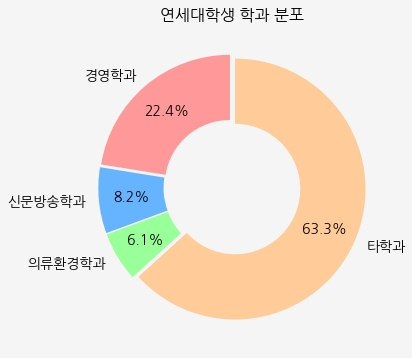 연세대학생 학과 분포
경영학과
22.4%
신문방송학과
8.2%
의류환경학과
6.1%
63.3%
타학과